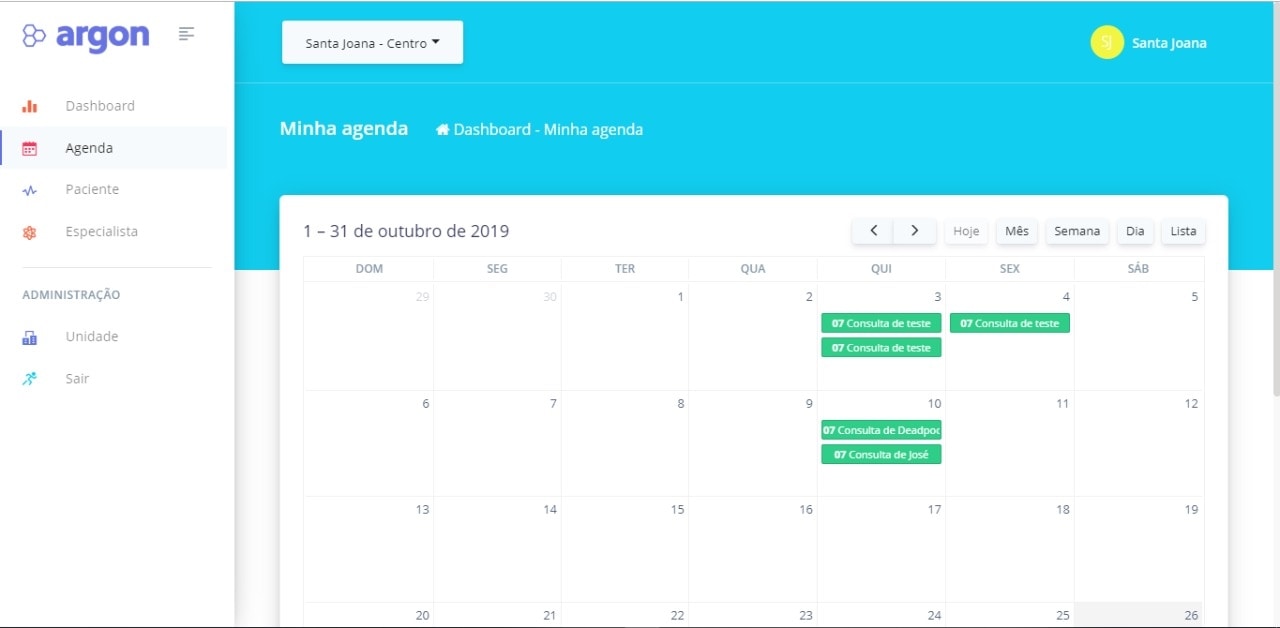 argon
Santa Joana - Centro
SJ Santa Joana
Dashboard
Agenda
Paciente
Especialista
ADMINISTRAÇÃO
Unidade
Sair
Minha agenda Dashboard - Minha agenda
1 – 31 de outubro de 2019
Hoje Mês Semana Dia Lista
DOM SEG TER QUA QUI SEX SÁB
29 30 1 2 3 4 5
07 Consulta de teste 07 Consulta de teste
07 Consulta de teste
6 7 8 9 10 11 12
07 Consulta de Deadpoo
07 Consulta de José
13 14 15 16 17 18 19
20 21 22 23 24 25 26